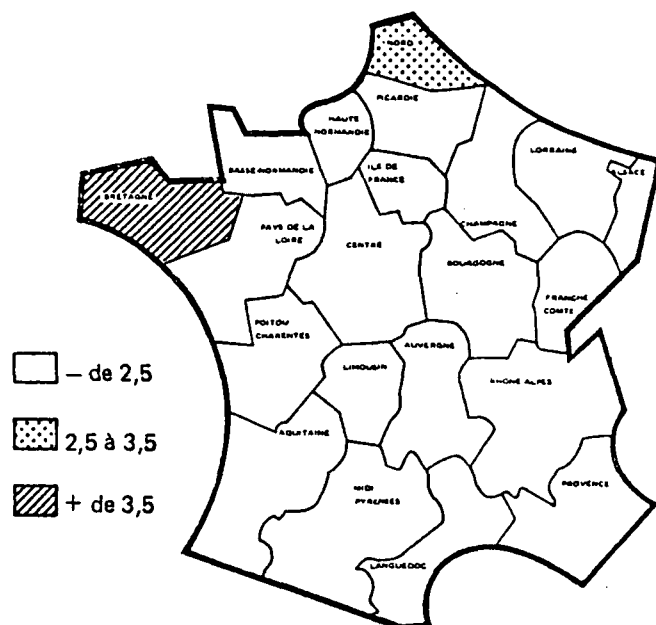 NORD
PICARDIE
HAUTE
NORMANDIE
BASSE-NORMANDIE
ILE DE
FRANCE
LORRAINE
ALSACE
BRETAGNE
CHAMPAGNE
PAYS DE LA
LOIRE
CENTRE
BOURGOGNE
FRANCHE
COMTE
POITOU
CHARENTES
AUVERGNE
LIMOUSIN
RHONE ALPES
AQUITAINE
MIDI
PYRENEES
PROVENCE
LANGUEDOC
— de 2,5
2,5 à 3,5
+ de 3,5